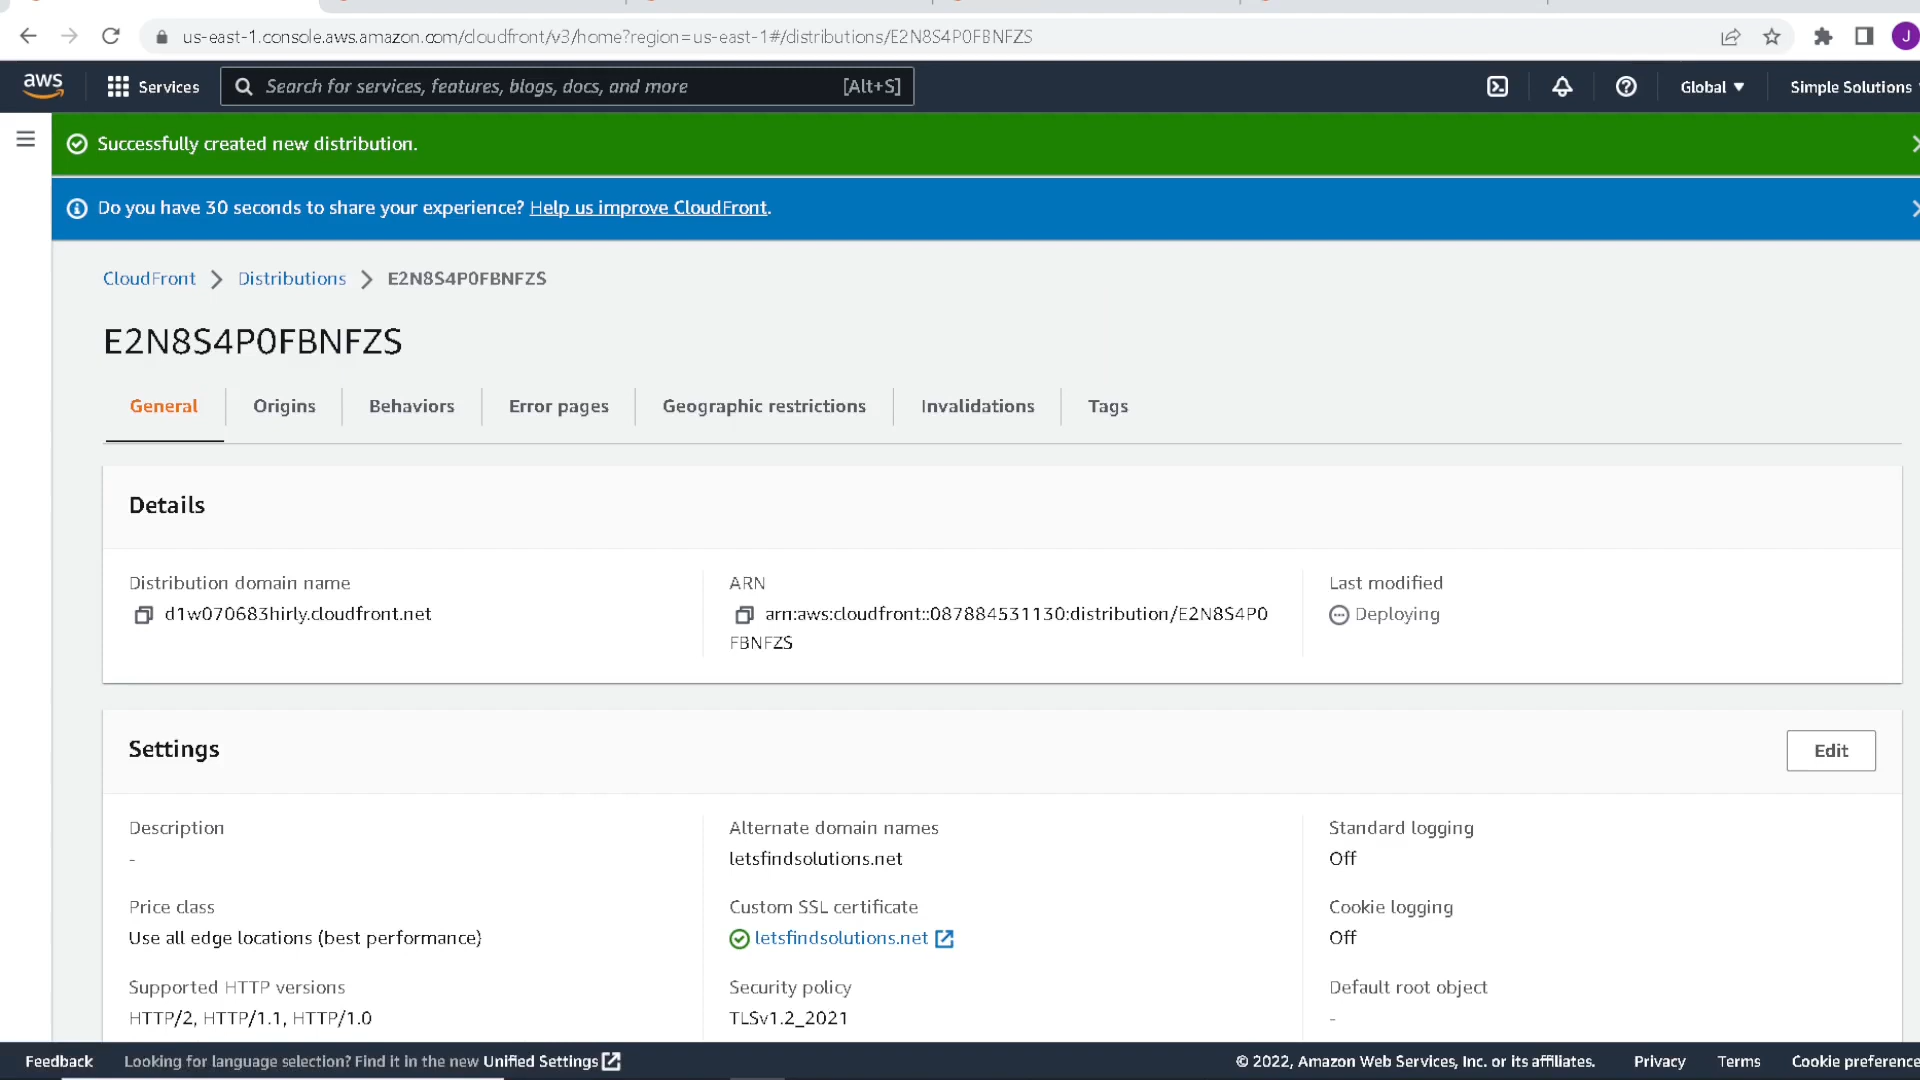 us-east-1.console.aws.amazon.com/cloudfront/v3/home?region=us-east-1#/distributions/E2N8S4P0FBNFZS
J
aws
Services
Search for services, features, blogs, docs, and more [Alt+S]
Global
Simple Solutions
Successfully created new distribution.
Do you have 30 seconds to share your experience? Help us improve CloudFront.
CloudFront > Distributions > E2N8S4P0FBNFZS
E2N8S4P0FBNFZS
General Origins Behaviors Error pages Geographic restrictions Invalidations Tags
Details
Distribution domain name
d1w070683hirly.cloudfront.net
ARN
arn:aws:cloudfront::087884531130:distribution/E2N8S4P0
FBNFZS
Last modified
Deploying
Settings
Edit
Description
-
Alternate domain names
letsfindsolutions.net
Standard logging
Off
Price class
Use all edge locations (best performance)
Custom SSL certificate
letsfindsolutions.net
Cookie logging
Off
Supported HTTP versions
HTTP/2, HTTP/1.1, HTTP/1.0
Security policy
TLSv1.2_2021
Default root object
-
Feedback Looking for language selection? Find it in the new Unified Settings
© 2022, Amazon Web Services, Inc. or its affiliates. Privacy Terms Cookie preference